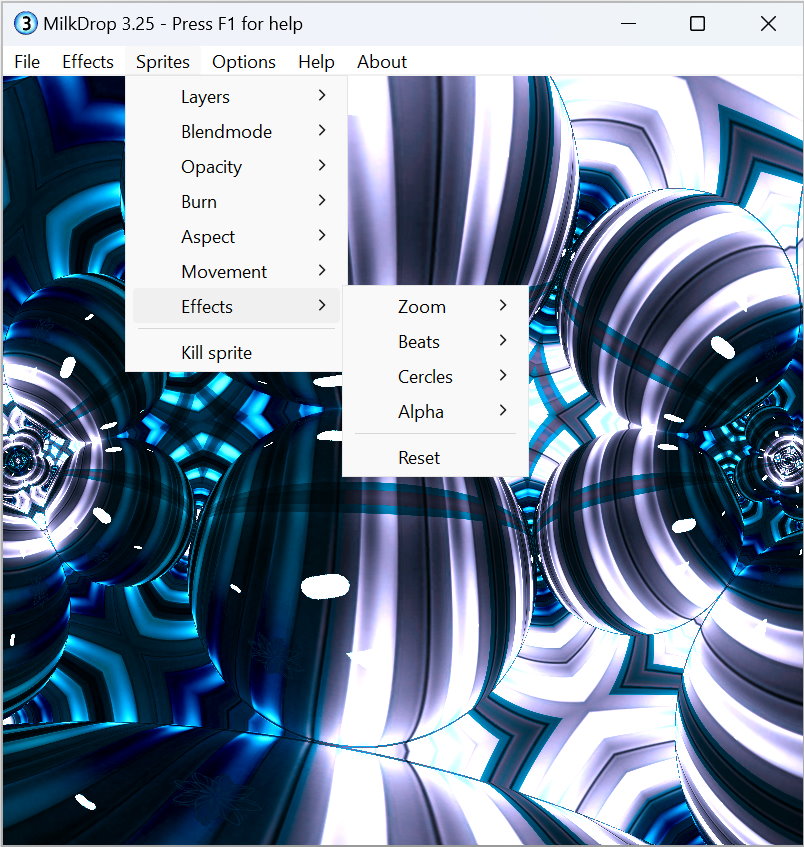 3 MilkDrop 3.25 - Press F1 for help
File Effects Sprites Options Help About
Layers
Blendmode
Opacity
Burn
Aspect
Movement
Effects
Kill sprite
Zoom
Beats
Cercles
Alpha
Reset